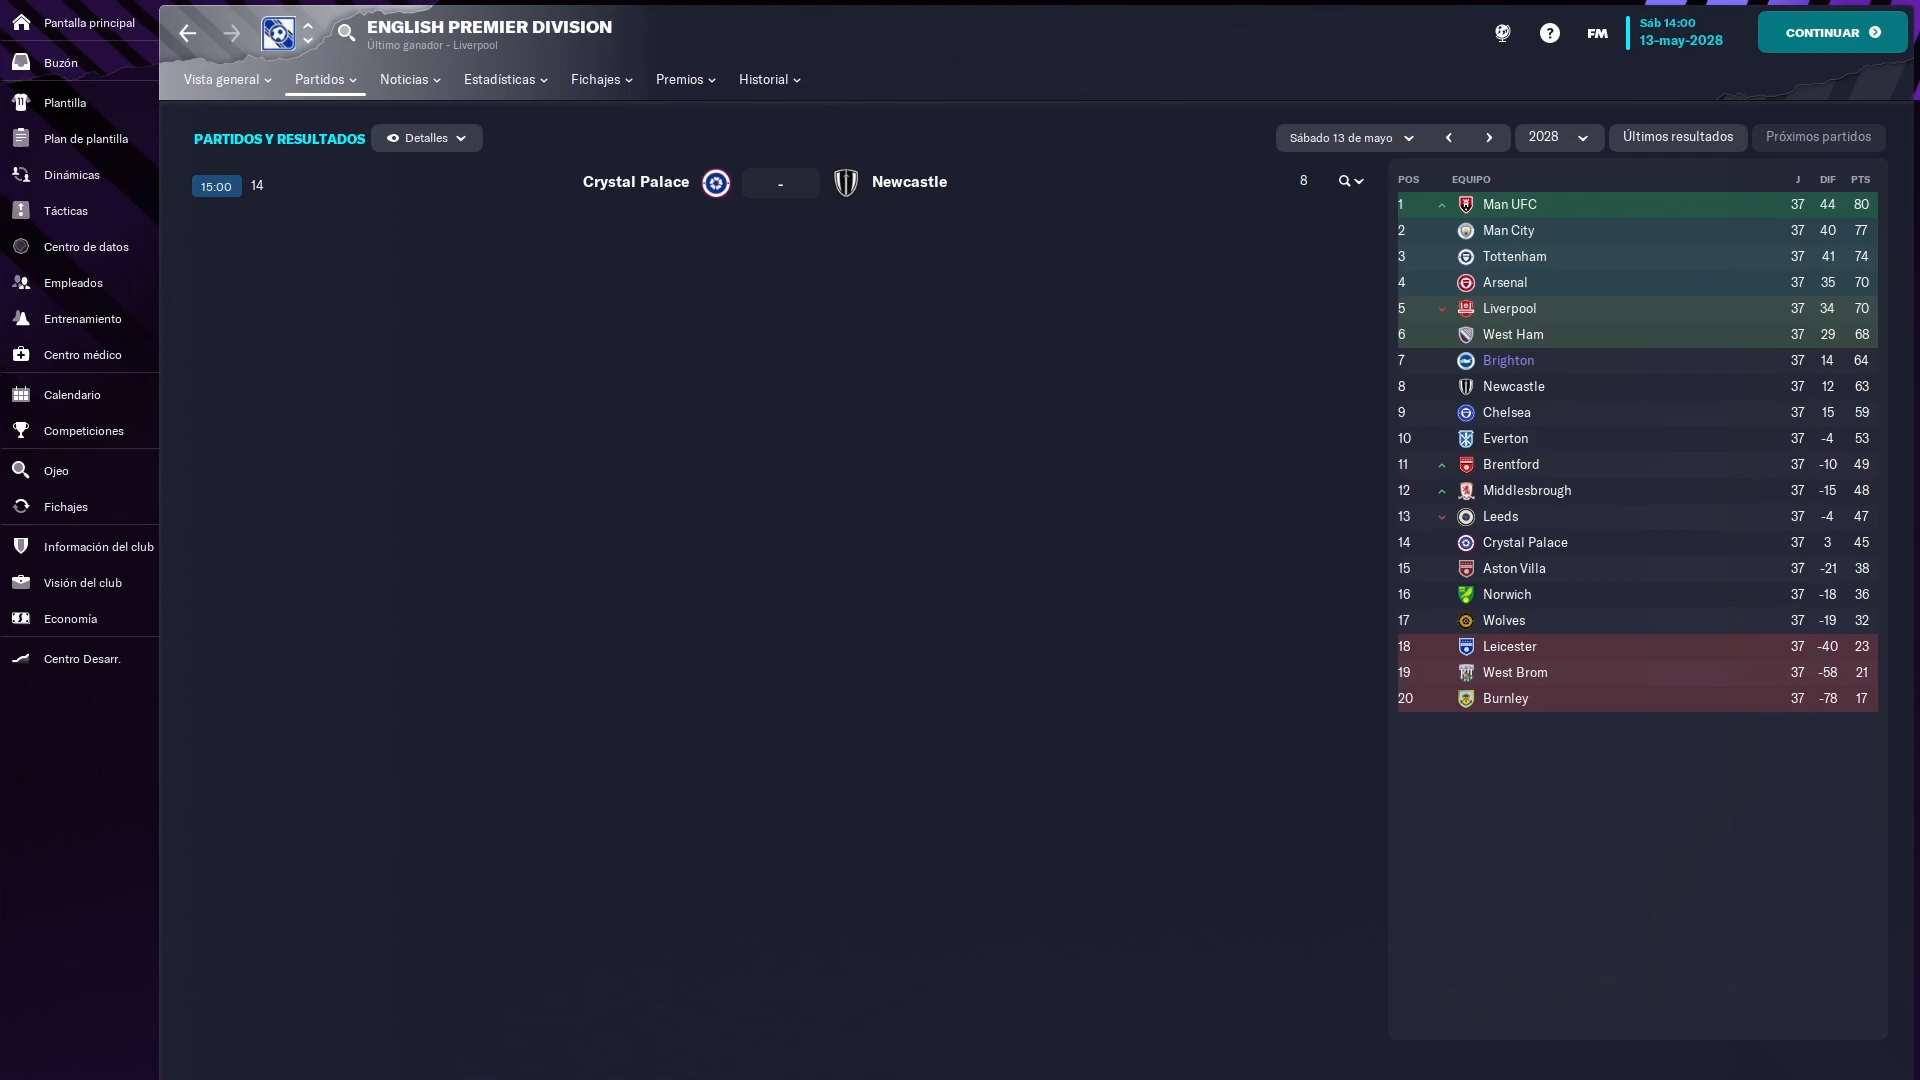 Pantalla principal
Buzón
Plantilla
Plan de plantilla
Dinámicas
Tácticas
Centro de datos
Empleados
Entrenamiento
Centro médico
Calendario
Competiciones
Ojeo
Fichajes
Información del club
Visión del club
Economía
Centro Desarr.
ENGLISH PREMIER DIVISION
Último ganador - Liverpool
FM
Sáb 14:00
13-may-2028
CONTINUAR
Vista general Partidos Noticias Estadísticas Fichajes Premios Historial
PARTIDOS Y RESULTADOS Detalles
Sábado 13 de mayo 2028 Últimos resultados Próximos partidos
15:00 14 Crystal Palace - Newcastle 8
POS EQUIPO J DIF PTS
1 Man UFC 37 44 80
2 Man City 37 40 77
3 Tottenham 37 41 74
4 Arsenal 37 35 70
5 Liverpool 37 34 70
6 West Ham 37 29 68
7 Brighton 37 14 64
8 Newcastle 37 12 63
9 Chelsea 37 15 59
10 Everton 37 -4 53
11 Brentford 37 -10 49
12 Middlesbrough 37 -15 48
13 Leeds 37 -4 47
14 Crystal Palace 37 3 45
15 Aston Villa 37 -21 38
16 Norwich 37 -18 36
17 Wolves 37 -19 32
18 Leicester 37 -40 23
19 West Brom 37 -58 21
20 Burnley 37 -78 17